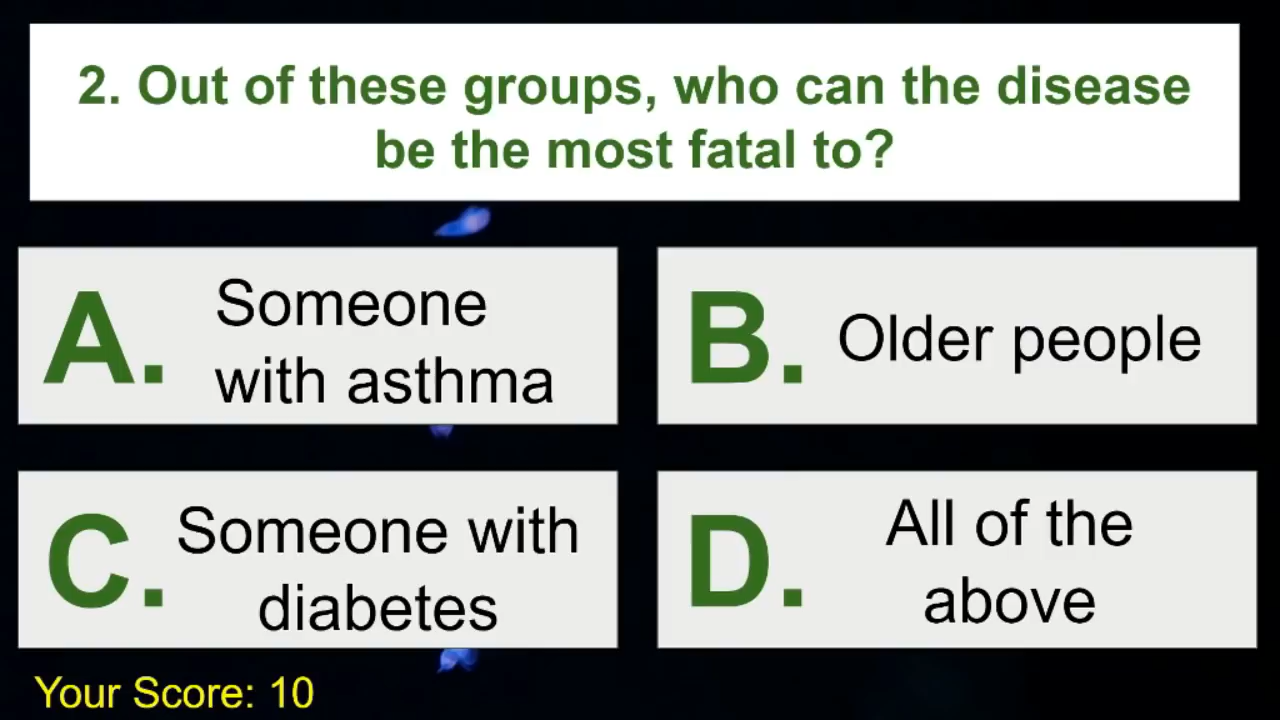 2. Out of these groups, who can the disease
be the most fatal to?
A. Someone
with asthma
B. Older people
C. Someone with
diabetes
D. All of the
above
Your Score: 10